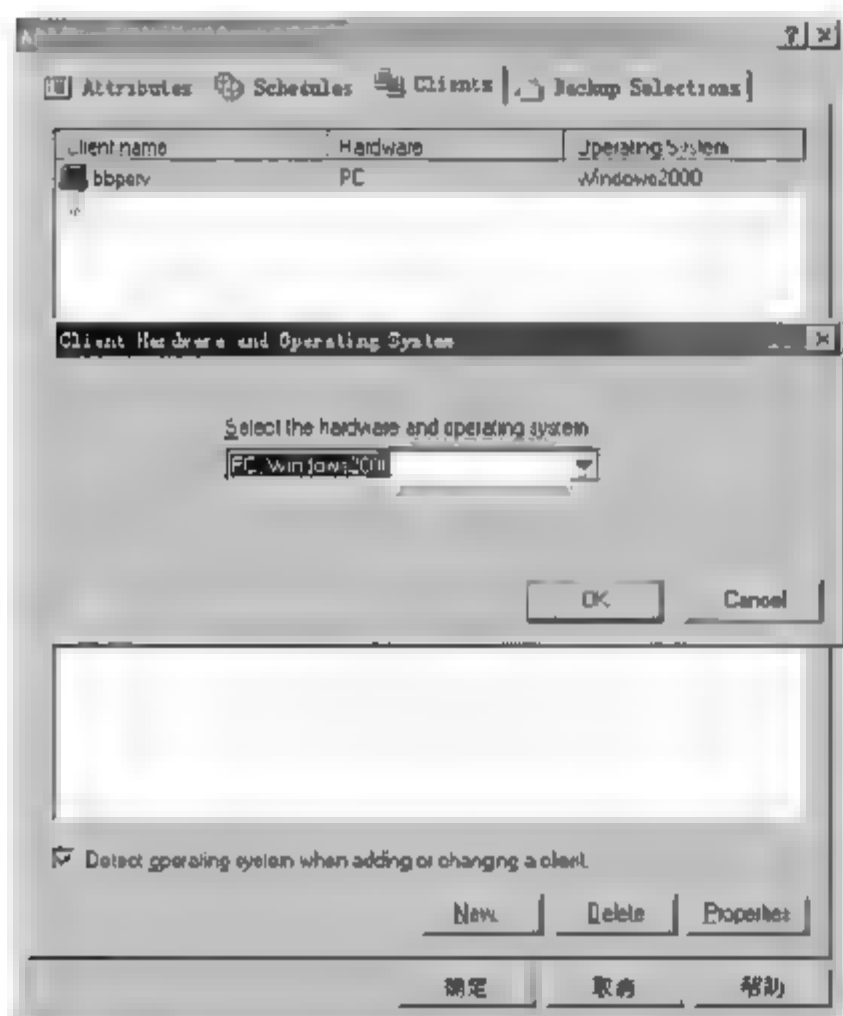 Attributes Schedules Clients Backup Selections
Client name Hardware Operating System
PC Windows2000
Client Hardware and Operating System
Select the hardware and operating system
PC, Windows2000
OK Cancel
Detect operating system when adding or changing a client.
New. Delete Properties
确定 取消 帮助